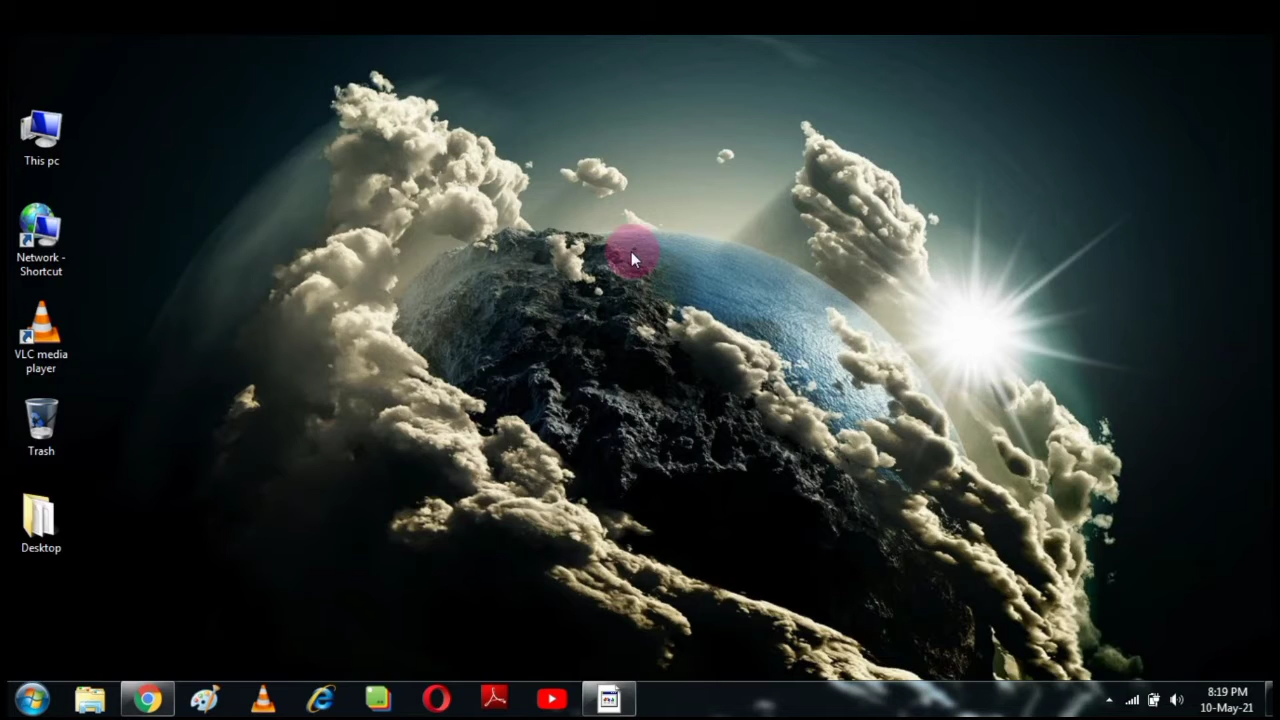 This pc
Network -
Shortcut
VLC media
player
Trash
Desktop
8:19 PM
10-May-21